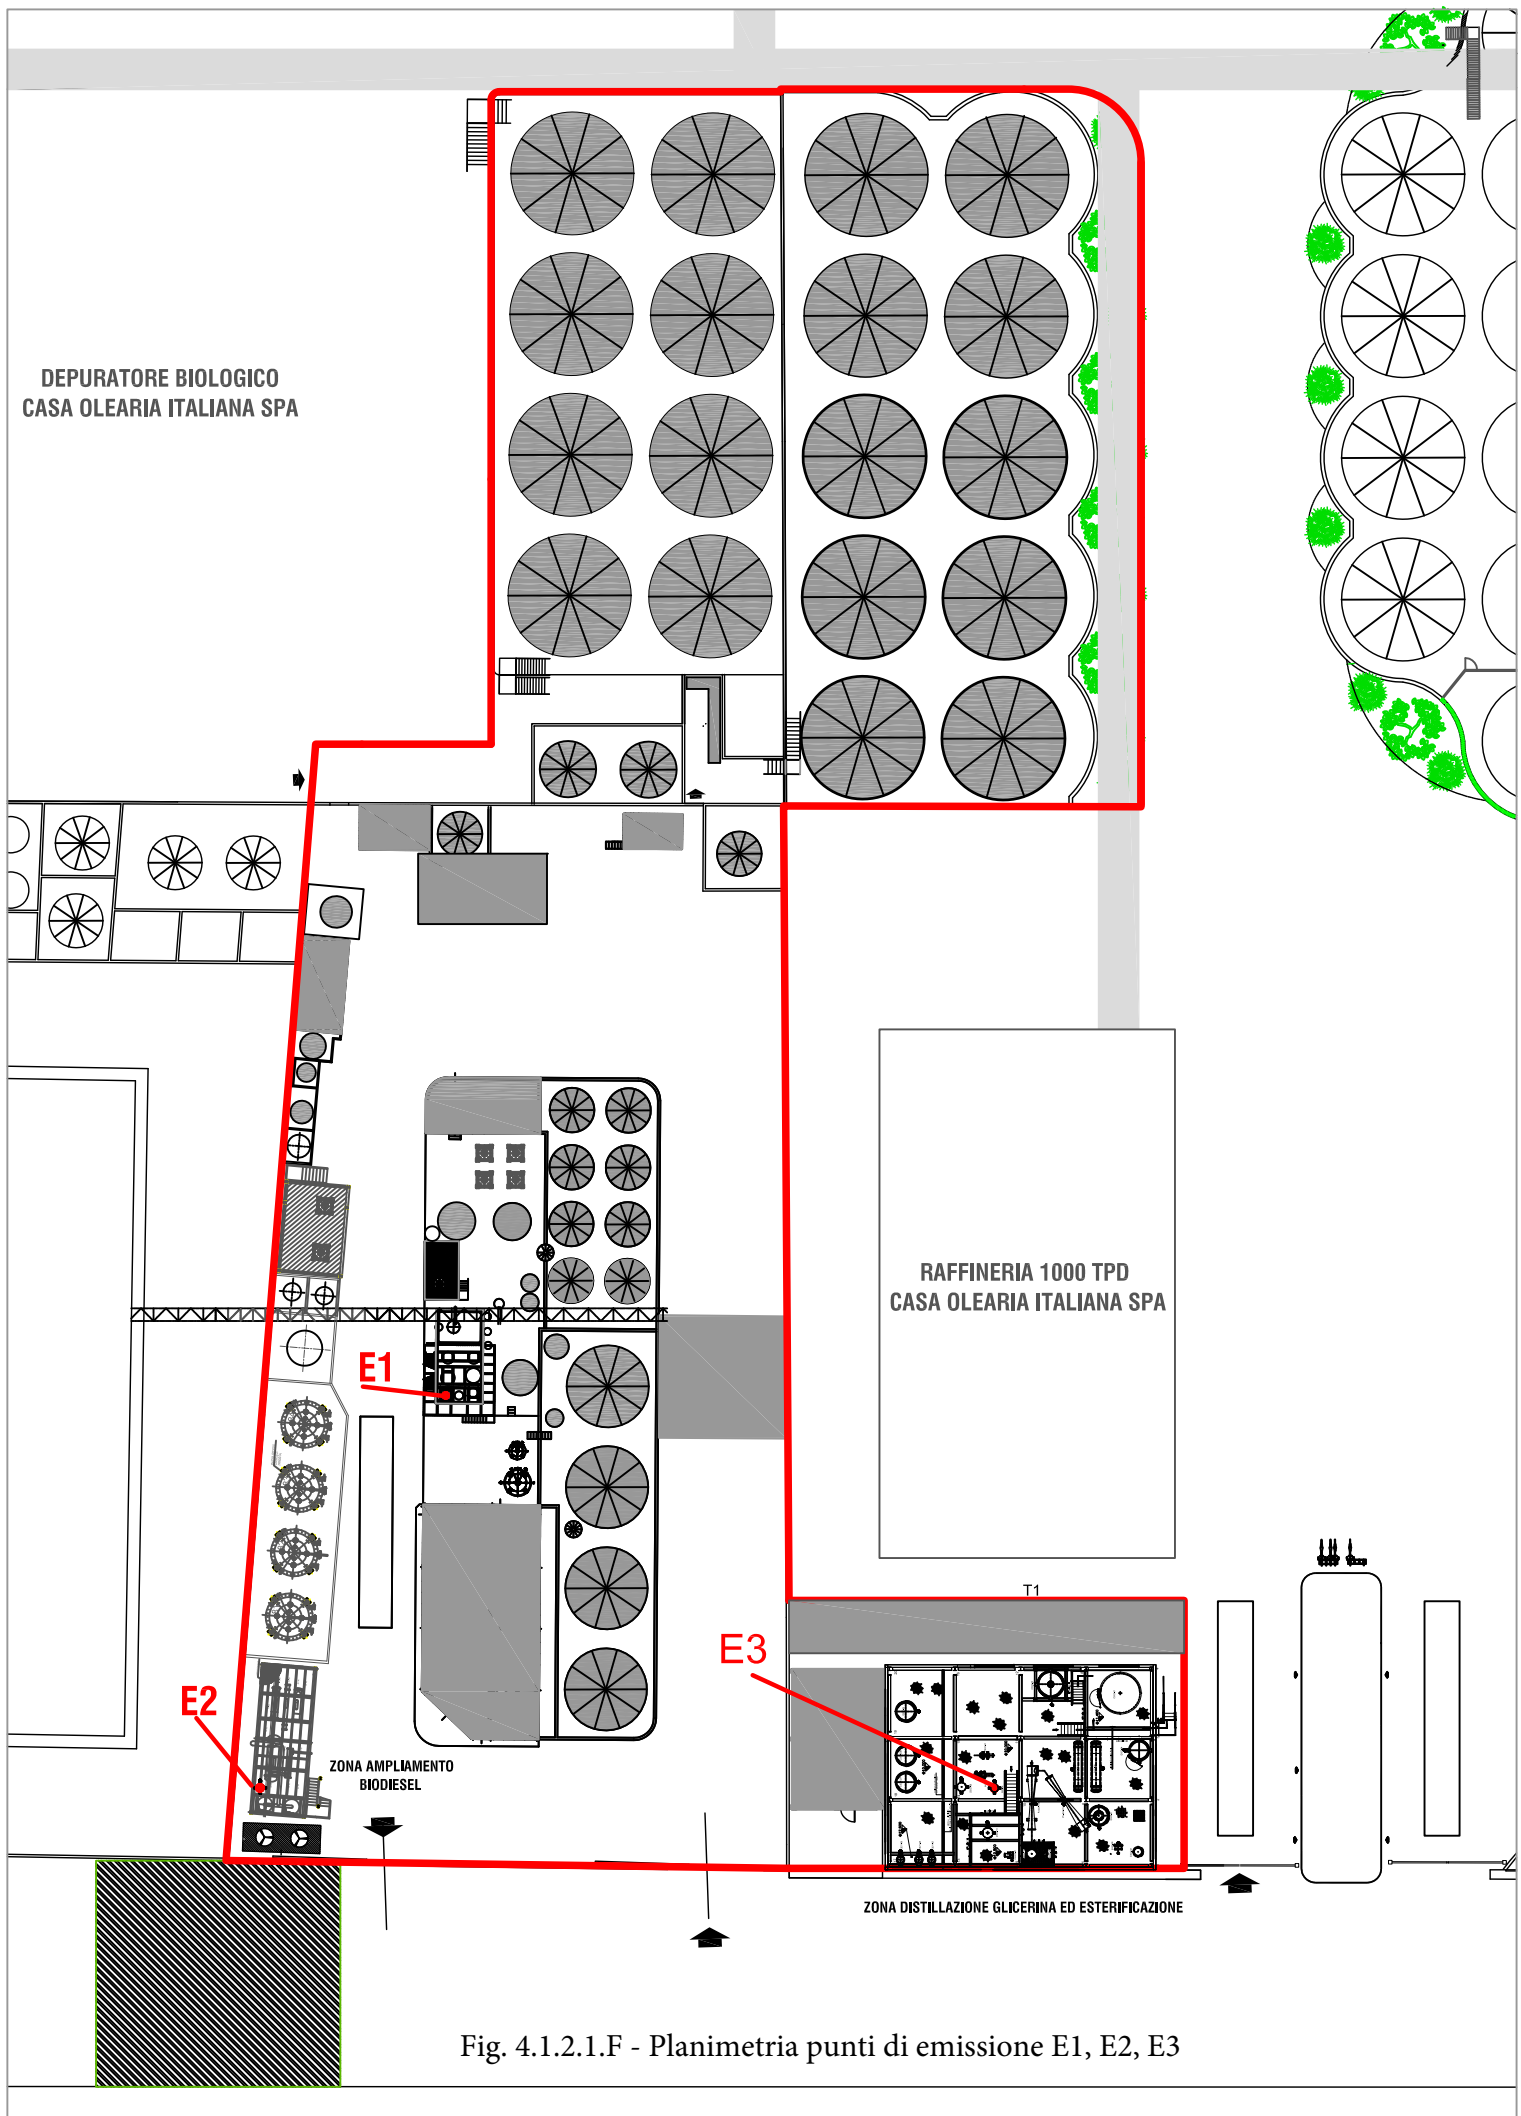 DEPURATORE BIOLOGICO
CASA OLEARIA ITALIANA SPA
RAFFINERIA 1000 TPD
CASA OLEARIA ITALIANA SPA
E1
T1
E3
E2
ZONA AMPLIAMENTO
BIODIESEL
ZONA DISTILLAZIONE GLICERINA ED ESTERIFICAZIONE
Fig. 4.1.2.1.F - Planimetria punti di emissione E1, E2, E3